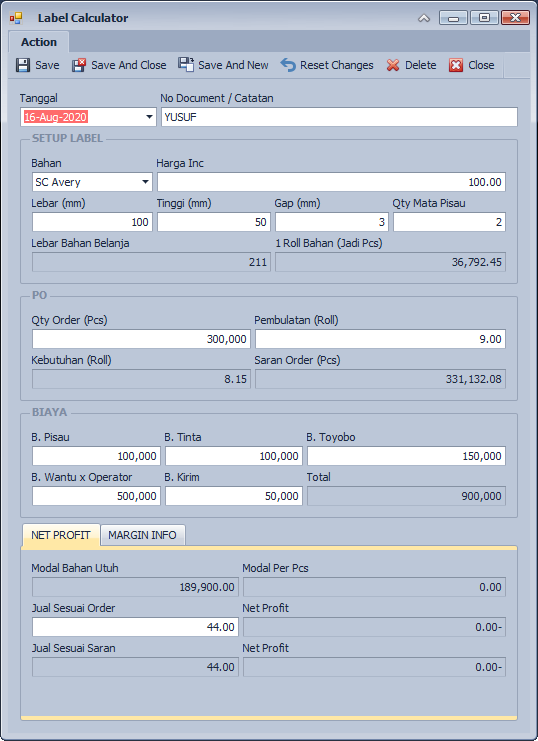 Label Calculator
Action
Save Save And Close Save And New Reset Changes Delete Close
Tanggal No Document / Catatan
16-Aug-2020 YUSUF
SETUP LABEL
Bahan Harga Inc
SC Avery 100.00
Lebar (mm) Tinggi (mm) Gap (mm) Qty Mata Pisau
100 50 3 2
Lebar Bahan Belanja 1 Roll Bahan (Jadi Pcs)
211 36,792.45
PO
Qty Order (Pcs) Pembulatan (Roll)
300,000 9.00
Kebutuhan (Roll) Saran Order (Pcs)
8.15 331,132.08
BIAYA
B. Pisau B. Tinta B. Toyobo
100,000 100,000 150,000
B. Wantu x Operator B. Kirim Total
500,000 50,000 900,000
NET PROFIT MARGIN INFO
Modal Bahan Utuh Modal Per Pcs
189,900.00 0.00
Jual Sesuai Order Net Profit
44.00 0.00-
Jual Sesuai Saran Net Profit
44.00 0.00-